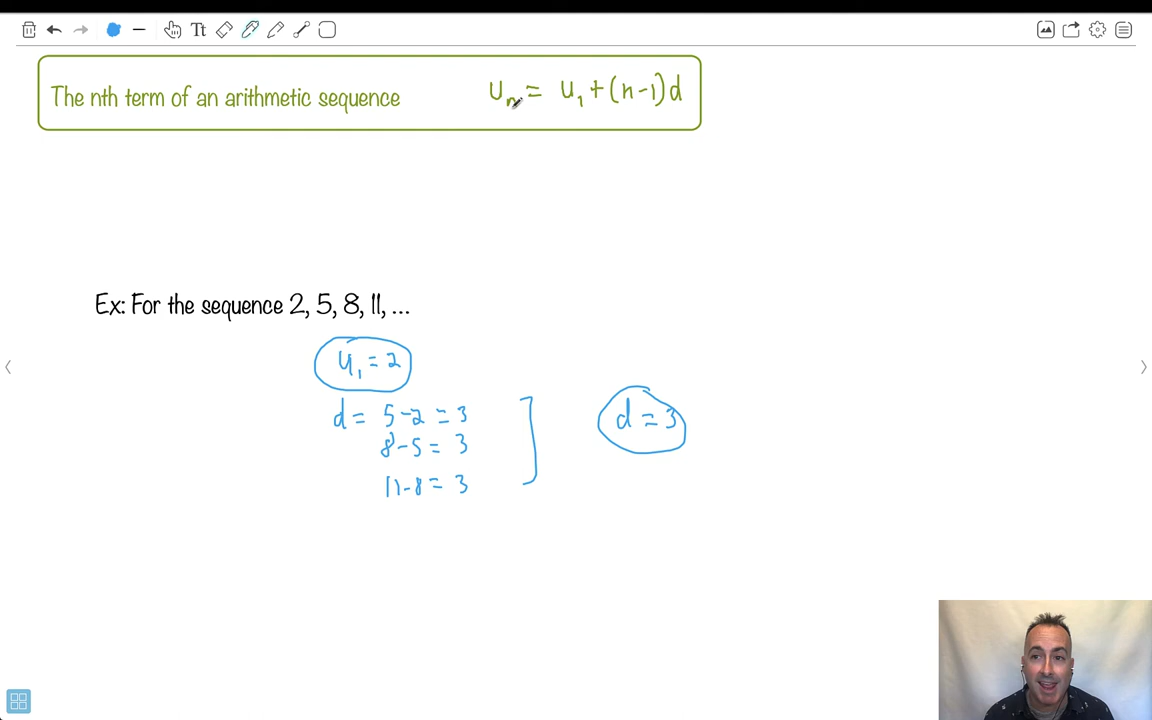 Tt
The nth term of an arithmetic sequence uₙ = u₁ + (n-1)d
Ex: For the sequence 2, 5, 8, 11, ...
u₁ = 2
d = 5-2 = 3
8-5 = 3
11-8 = 3
d = 3